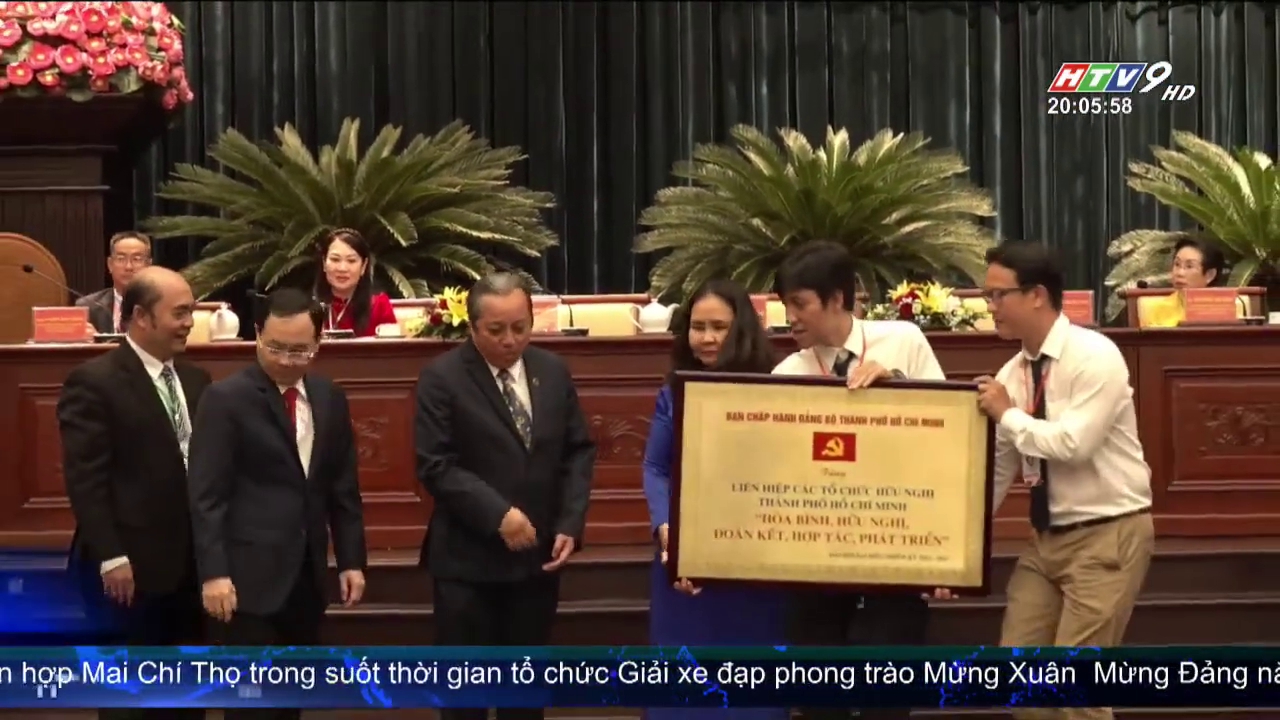 HTV9 HD
20:05:58
BAN CHẤP HÀNH ĐẢNG BỘ THÀNH PHỐ HỒ CHÍ MINH
LIÊN HIỆP CÁC TỔ CHỨC HỮU NGHỊ
THÀNH PHỐ HỒ CHÍ MINH
"HÒA BÌNH, HỮU NGHỊ,
ĐOÀN KẾT, HỢP TÁC, PHÁT TRIỂN"
n hợp Mai Chí Thọ trong suốt thời gian tổ chức Giải xe đạp phong trào Mừng Xuân Mừng Đảng nă